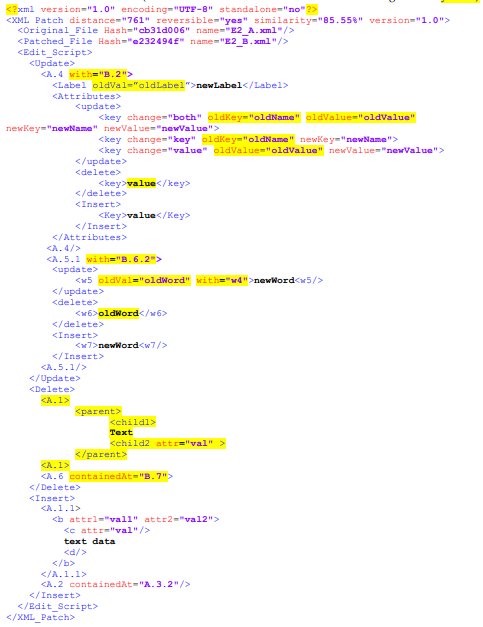 <?xml version="1.0" encoding="UTF-8" standalone="no"?>
<XML Patch distance="761" reversible="yes" similarity="85.55%" version="1.0">
<Original_File Hash="cb31d006" name="E2_A.xml"/>
<Patched_File Hash="e232494f" name="E2_B.xml"/>
<Edit_Script>
<Update>
<A.4 with="B.2">
<Label oldVal="oldLabel”>newLabel</Label>
<Attributes>
<update>
<key change="both" oldKey="oldName" oldValue="oldValue"
newKey="newName" newValue="newValue">
<key change="key" oldKey="oldName" newKey="newName">
<key change="value" oldValue="oldValue" newValue="newValue">
</update>
<delete>
<key>value</key>
</delete>
<Insert>
<Key>value</Key>
</Insert>
</Attributes>
<A.4/>
<A.5.1 with="B.6.2">
<update>
<w5 oldVal="oldWord" with="w4">newWord<w5/>
</update>
<delete>
<w6>oldWord</w6>
</delete>
<Insert>
<w7>newWord<w7/>
</Insert>
<A.5.1/>
</Update>
<Delete>
<A.1>
<parent>
<child1>
Text
<child2 attr="val" >
</parent>
<A.1>
<A.6 containedAt="B.7">
</Delete>
<Insert>
<A.1.1>
<b attr1="val1" attr2="val2">
<c attr="val"/>
text data
<d/>
</b>
</A.1.1>
<A.2 containedAt="A.3.2"/>
</Insert>
</Edit_Script>
</XML_Patch>